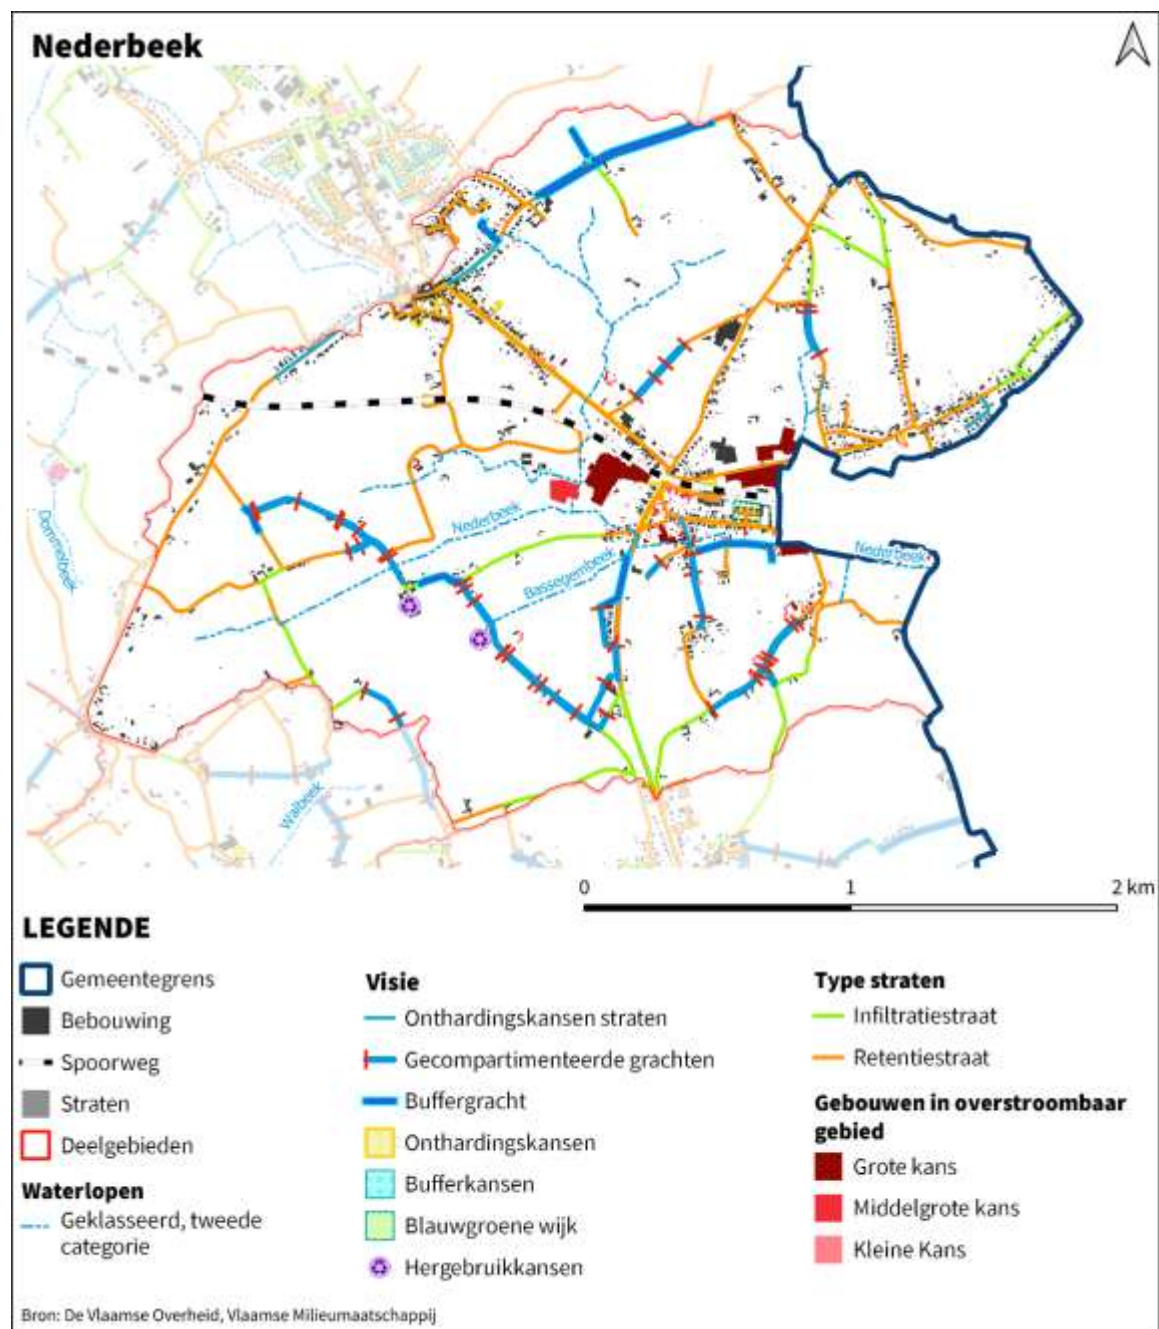 Nederbeek
Dommelbeek
Nederbeek
Bassegembeek
Nederbeek
Walbeek
0 1 2 km
LEGENDE
Gemeentegrens
Bebouwing
Spoorweg
Straten
Deelgebieden
Waterlopen
Geklasseerd, tweede
categorie
Visie
Onthardingskansen straten
Gecompartimenteerde grachten
Buffergracht
Onthardingskansen
Bufferkansen
Blauwgroene wijk
Hergebruikkansen
Type straten
Infiltratiestraat
Retentiestraat
Gebouwen in overstroombaar
gebied
Grote kans
Middelgrote kans
Kleine Kans
Bron: De Vlaamse Overheid, Vlaamse Milieumaatschappij